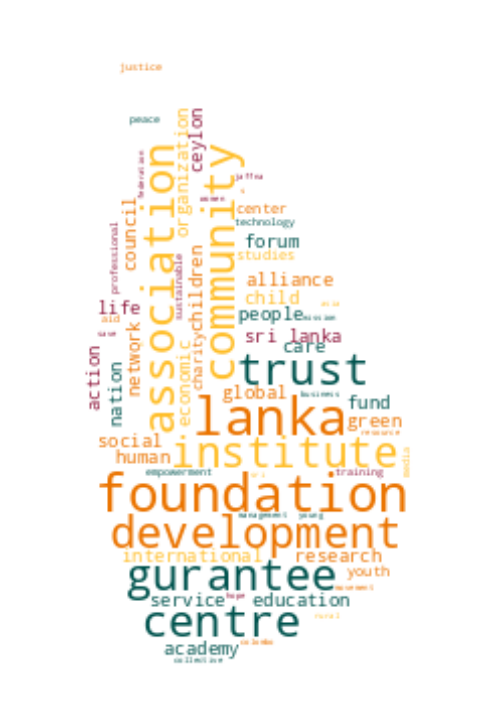 justice
peace
ceylon
organization
association
community
federation
jaffna
women
center
council
technology
professional
forum
studies
sustainable
children
alliance
child
asia
life
aid
people
mission
network
sri lanka
care
charity
economic
action
nation
trust
global
business
fund
lanka
green
resource
social
institute
human
media
empowerment
training
foundation
management
young
development
international
research
gurantee
youth
movement
hope
service
education
rural
centre
colombo
academy
collective